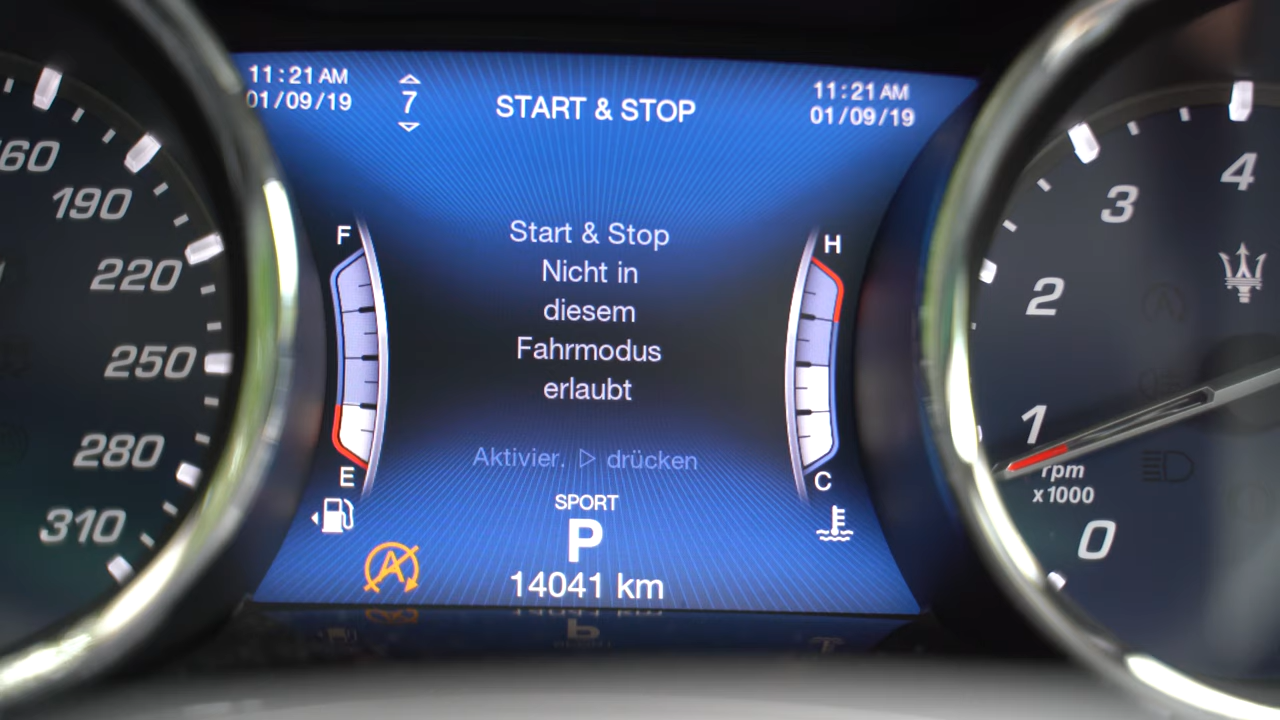 11:21 AM
01/09/19
7
START & STOP
11:21 AM
01/09/19
Start & Stop
Nicht in
diesem
Fahrmodus
erlaubt
Aktivier. ▷ drücken
SPORT
P
14041 km
F
E
H
C
190
220
250
280
310
4
3
2
1
rpm
x1000
0
A